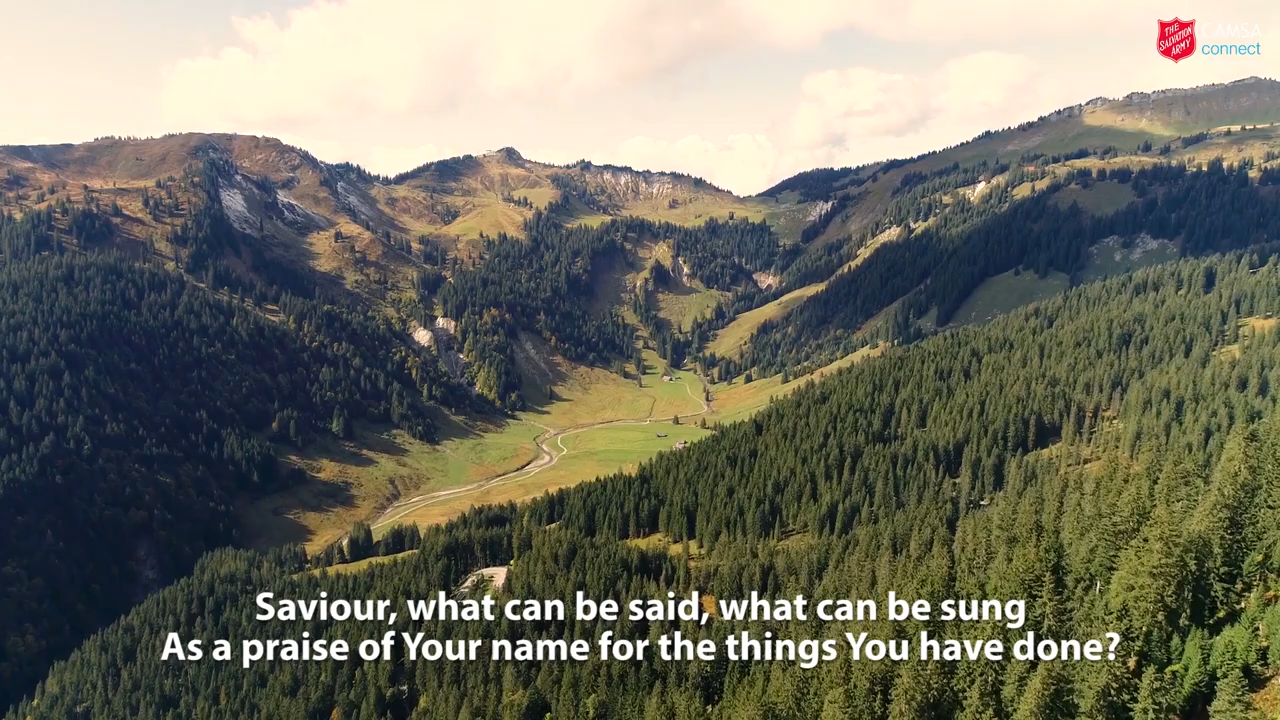 THE
SALVATION
ARMY
CAMSA
connect
Saviour, what can be said, what can be sung
As a praise of Your name for the things You have done?